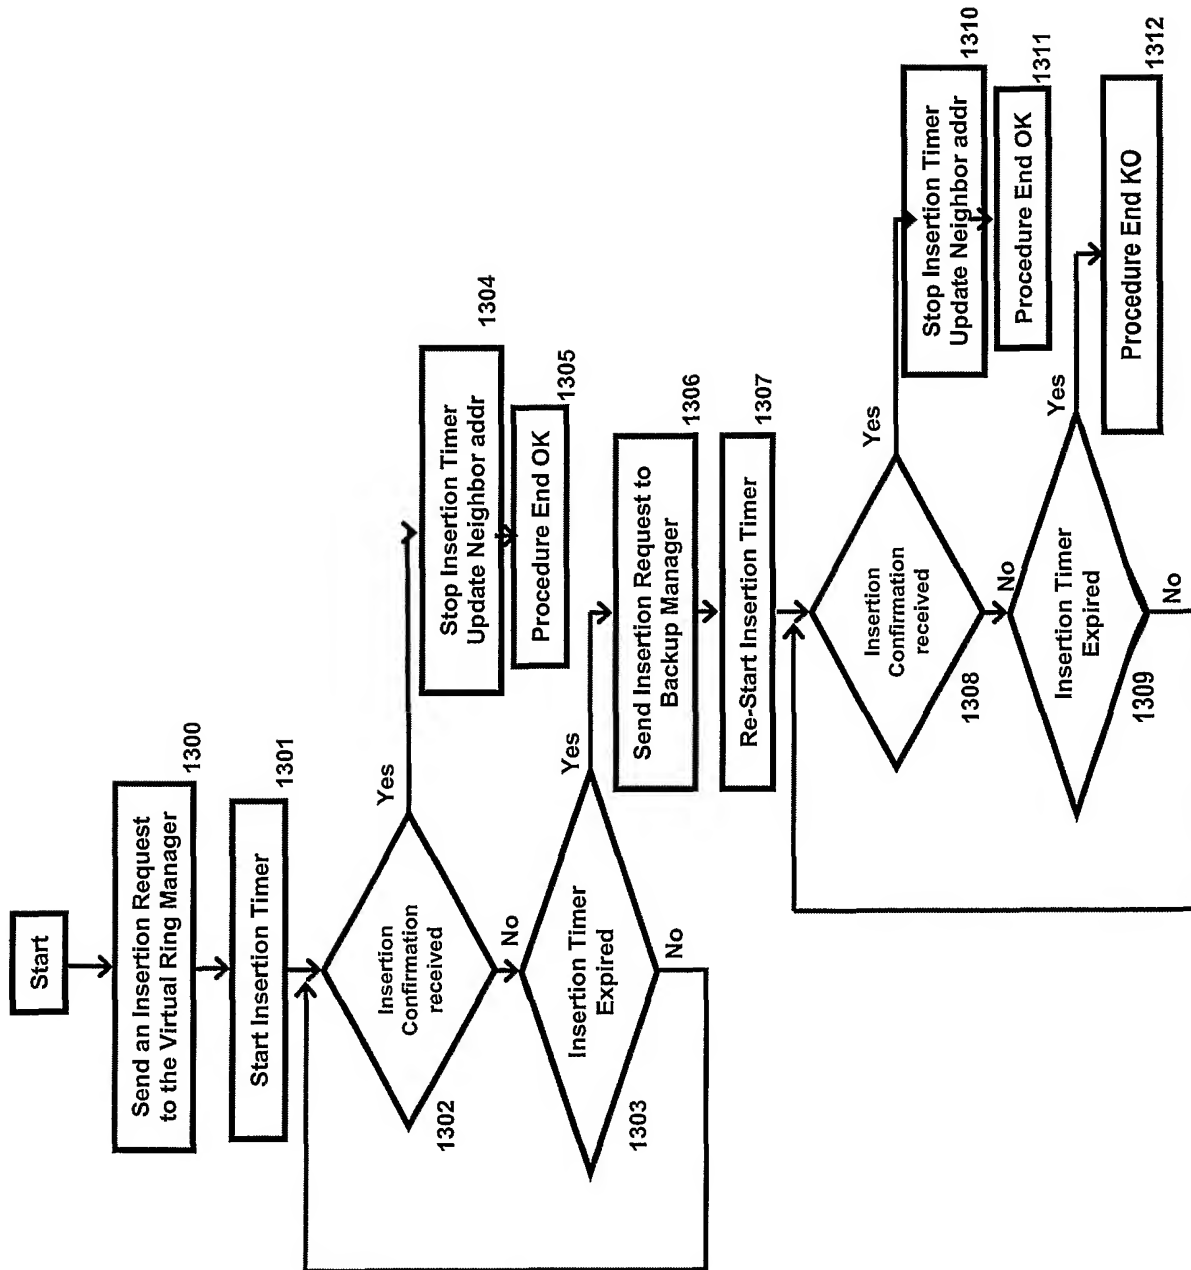 Start
Send an Insertion Request
to the Virtual Ring Manager
1300
Start Insertion Timer
1301
Insertion
Confirmation
received
1302
Yes
No
Stop Insertion Timer
Update Neighbor addr
1304
Procedure End OK
1305
Insertion Timer
Expired
1303
Yes
No
Send Insertion Request to
Backup Manager
1306
Re-Start Insertion Timer
1307
Insertion
Confirmation
received
1308
Yes
No
Stop Insertion Timer
Update Neighbor addr
1310
Procedure End OK
1311
Insertion Timer
Expired
1309
Yes
No
Procedure End KO
1312